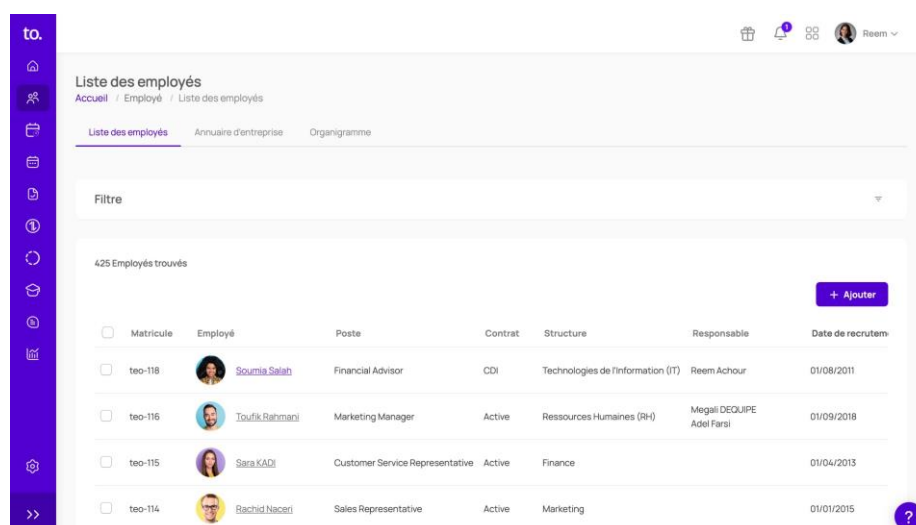 to.
1
Reem
Liste des employés
Accueil / Employé / Liste des employés
Liste des employés Annuaire d'entreprise Organigramme
Filtre
425 Employés trouvés
+ Ajouter
Matricule Employé Poste Contrat Structure Responsable Date de recrutem
teo-118 Soumia Salah Financial Advisor CDI Technologies de l'Information (IT) Reem Achour 01/08/2011
teo-116 Toufik Rahmani Marketing Manager Active Ressources Humaines (RH) Megali DEQUIPE 01/09/2018
Adel Farsi
teo-115 Sara KADI Customer Service Representative Active Finance 01/04/2013
teo-114 Rachid Naceri Sales Representative Active Marketing 01/01/2015
>>
?